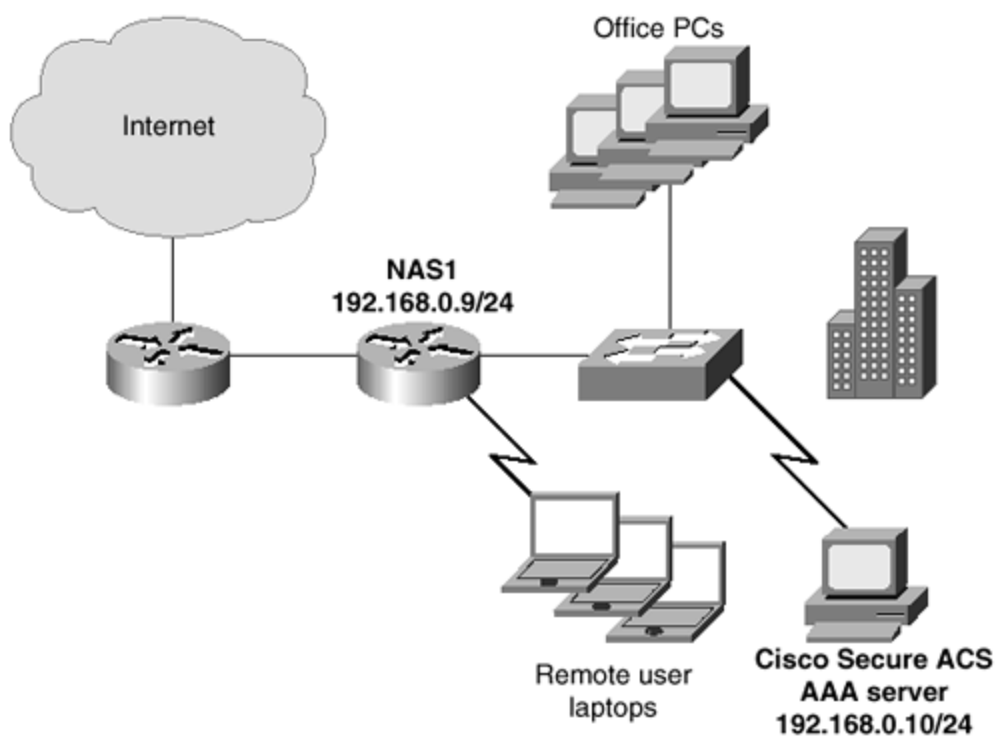 Office PCs
Internet
NAS1
192.168.0.9/24
Remote user
laptops
Cisco Secure ACS
AAA server
192.168.0.10/24